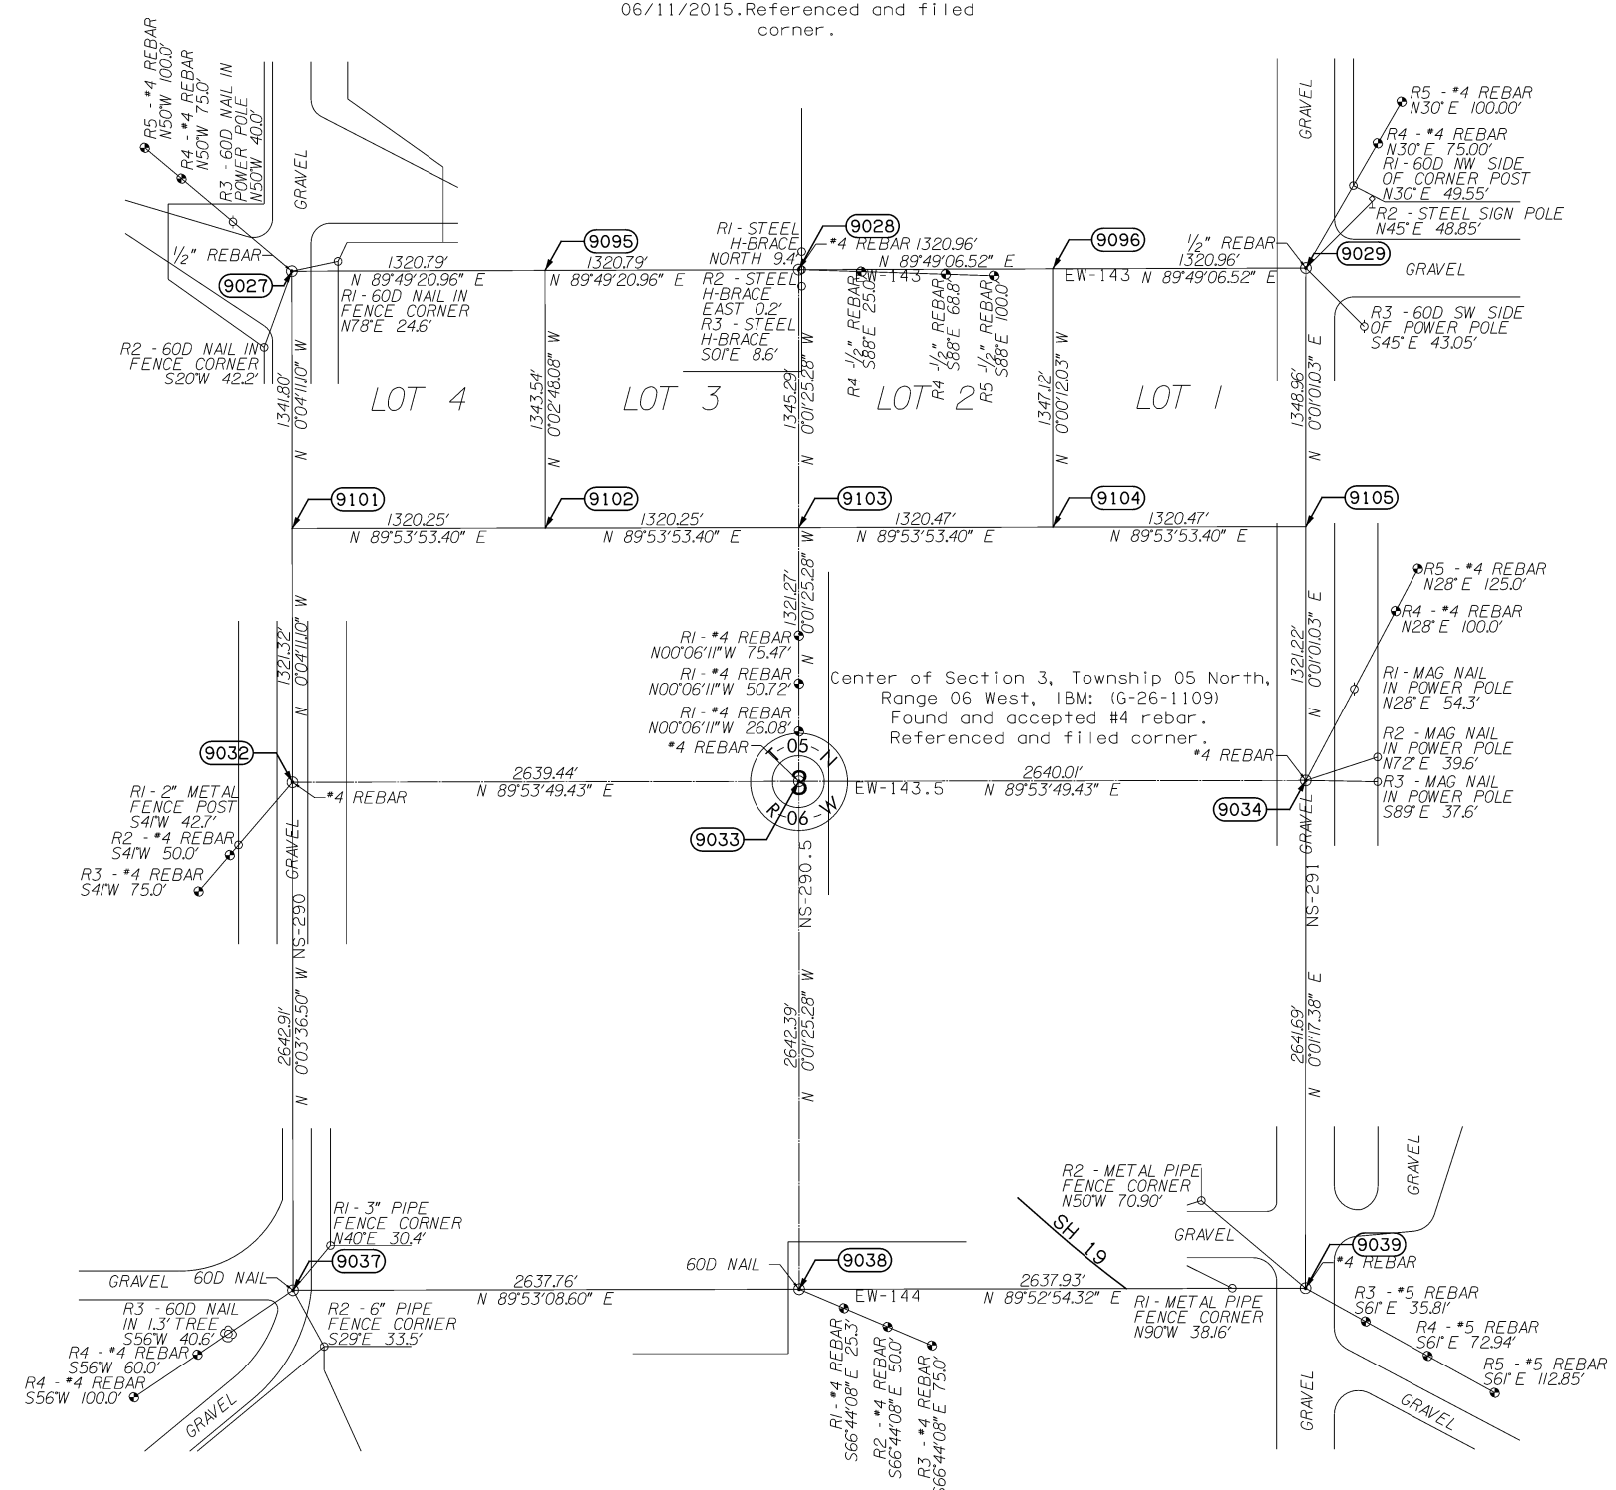 06/11/2015.Referenced and filed
corner.
R5 - #4 REBAR
N50°W 100.0'
R4 - #4 REBAR
N50°W 75.0'
R3 - 60D NAIL IN
POWER POLE
N50°W 40.0'
GRAVEL
1/2" REBAR
9027
R1 - 60D NAIL IN
FENCE CORNER
N78°E 24.6'
R2 - 60D NAIL IN
FENCE CORNER
S20°W 42.2'
1320.79'
N 89°49'20.96" E
9095
1320.79'
N 89°49'20.96" E
R1 - STEEL
H-BRACE
NORTH 9.4'
R2 - STEEL
H-BRACE
EAST 0.2'
R3 - STEEL
H-BRACE
S01°E 8.6'
9028
#4 REBAR
1320.96'
N 89°49'06.52" E
EW-143
R4 1/2" REBAR
S88°E 25.0'
R4 1/2" REBAR
S88°E 68.8'
R5 1/2" REBAR
S88°E 100.0'
9096
1320.96'
EW-143 N 89°49'06.52" E
1/2" REBAR
9029
GRAVEL
R5 - #4 REBAR
N30°E 100.00'
R4 - #4 REBAR
N30°E 75.00'
R1 - 60D NW SIDE
OF CORNER POST
N30°E 49.55'
R2 - STEEL SIGN POLE
N45°E 48.85'
GRAVEL
R3 - 60D SW SIDE
OF POWER POLE
S45°E 43.05'
1341.80'
N 0°04'11.10" W
LOT 4
1343.54'
N 0°02'48.08" W
LOT 3
1345.29'
N 0°01'25.28" W
LOT 2
1347.12'
N 0°00'12.03" W
LOT 1
1348.96'
N 0°01'01.03" E
9101
1320.25'
N 89°53'53.40" E
9102
1320.25'
N 89°53'53.40" E
9103
1320.47'
N 89°53'53.40" E
9104
1320.47'
N 89°53'53.40" E
9105
1321.32'
N 0°04'11.10" W
1321.27'
N 0°01'25.28" W
1321.22'
N 0°01'01.03" E
R1 - #4 REBAR
N00°06'11"W 75.47'
R1 - #4 REBAR
N00°06'11"W 50.72'
R1 - #4 REBAR
N00°06'11"W 26.08'
#4 REBAR
Center of Section 3, Township 05 North,
Range 06 West, IBM: (G-26-1109)
Found and accepted #4 rebar.
Referenced and filed corner.
R5 - #4 REBAR
N28°E 125.0'
R4 - #4 REBAR
N28°E 100.0'
R1 - MAG NAIL
IN POWER POLE
N28°E 54.3'
R2 - MAG NAIL
IN POWER POLE
N72°E 39.6'
R3 - MAG NAIL
IN POWER POLE
S89°E 37.6'
#4 REBAR
9032
#4 REBAR
R1 - 2" METAL
FENCE POST
S41°W 42.7'
R2 - #4 REBAR
S41°W 50.0'
R3 - #4 REBAR
S41°W 75.0'
2639.44'
N 89°53'49.43" E
T-05-N
3
R-06-W
9033
EW-143.5
2640.01'
N 89°53'49.43" E
9034
GRAVEL
NS-290
2642.91'
N 0°03'36.50" W
NS-290.5
2642.39'
N 0°01'25.28" W
GRAVEL
NS-291
2641.69'
N 0°01'17.38" E
R1 - 3" PIPE
FENCE CORNER
N40°E 30.4'
9037
GRAVEL
60D NAIL
R3 - 60D NAIL
IN 1.3' TREE
S56°W 40.6'
R4 - #4 REBAR
S56°W 60.0'
R4 - #4 REBAR
S56°W 100.0'
R2 - 6" PIPE
FENCE CORNER
S29°E 33.5'
GRAVEL
2637.76'
N 89°53'08.60" E
60D NAIL
9038
EW-144
R1 - #4 REBAR
S66°44'08"E 25.3'
R2 - #4 REBAR
S66°44'08"E 50.0'
R3 - #4 REBAR
S66°44'08"E 75.0'
2637.93'
N 89°52'54.32" E
SH 19
R2 - METAL PIPE
FENCE CORNER
N50°W 70.90'
GRAVEL
GRAVEL
R1 - METAL PIPE
FENCE CORNER
N90°W 38.16'
9039
#4 REBAR
R3 - #5 REBAR
S61°E 35.81'
R4 - #5 REBAR
S61°E 72.94'
R5 - #5 REBAR
S61°E 112.85'
GRAVEL
GRAVEL